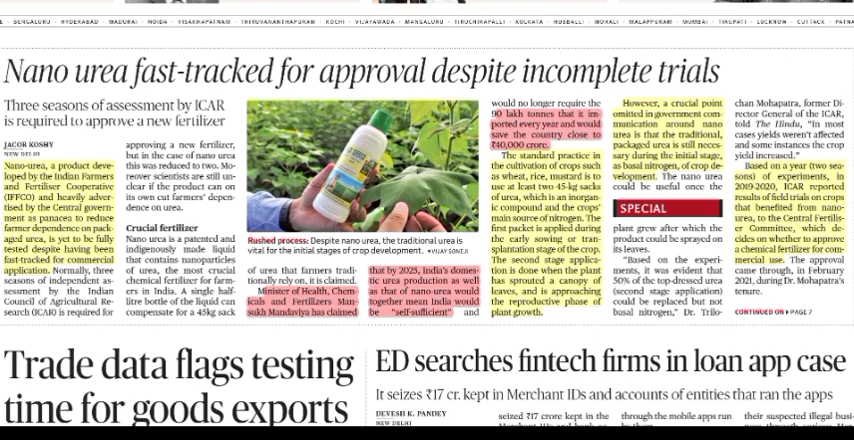 BENGALURU · HYDERABAD · MADURAI · NOIDA · VISAKHAPATNAM · THIRUVANANTHAPURAM · KOCHI · VIJAYAWADA · MANGALURU · TIRUCHIRAPALLI · KOLKATA · HUBBALLI · MOHALI · MALAPPURAM · MUMBAI · TIRUPATI · LUCKNOW · CUTTACK · PATNA
Nano urea fast-tracked for approval despite incomplete trials
Three seasons of assessment by ICAR
is required to approve a new fertilizer
JACOB KOSHY
NEW DELHI
Nano-urea, a product deve-
loped by the Indian Farmers
and Fertiliser Cooperative
(IFFCO) and heavily adver-
tised by the Central govern-
ment as panacea to reduce
farmer dependence on pack-
aged urea, is yet to be fully
tested despite having been
fast-tracked for commercial
application. Normally, three
seasons of independent as-
sessment by the Indian
Council of Agricultural Re-
search (ICAR) is required for
approving a new fertilizer,
but in the case of nano urea
this was reduced to two. Mo-
reover scientists are still un-
clear if the product can on
its own cut farmers' depen-
dence on urea.
Crucial fertilizer
Nano urea is a patented and
indigenously made liquid
that contains nanoparticles
of urea, the most crucial
chemical fertilizer for farm-
ers in India. A single half-
litre bottle of the liquid can
compensate for a 45kg sack
Rushed process: Despite nano urea, the traditional urea is
vital for the initial stages of crop development. •VIJAY SONEJI
of urea that farmers tradi-
tionally rely on, it is claimed.
Minister of Health, Chem-
icals and Fertilizers Man-
sukh Mandaviya has claimed
that by 2025, India's domes-
tic urea production as well
as that of nano-urea would
together mean India would
be "self-sufficient" and
would no longer require the
90 lakh tonnes that it im-
ported every year and would
save the country close to
₹40,000 crore.
The standard practice in
the cultivation of crops such
as wheat, rice, mustard is to
use at least two 45-kg sacks
of urea, which is an inorgan-
ic compound and the crops'
main source of nitrogen. The
first packet is applied during
the early sowing or tran-
splantation stage of the crop.
The second stage applica-
tion is done when the plant
has sprouted a canopy of
leaves, and is approaching
the reproductive phase of
plant growth.
However, a crucial point
omitted in government com-
munication around nano
urea is that the traditional,
packaged urea is still neces-
sary during the initial stage,
as basal nitrogen, of crop de-
velopment. The nano urea
could be useful once the
SPECIAL
plant grew after which the
product could be sprayed on
its leaves.
"Based on the experi-
ments, it was evident that
50% of the top-dressed urea
(second stage application)
could be replaced but not
basal nitrogen," Dr. Trilo-
chan Mohapatra, former Di-
rector General of the ICAR,
told The Hindu, "In most
cases yields weren't affected
and some instances the crop
yield increased."
Based on a year (two sea-
sons) of experiments, in
2019-2020, ICAR reported
results of field trials on crops
that benefited from nano-
urea, to the Central Fertilis-
er Committee, which de-
cides on whether to approve
a chemical fertilizer for com-
mercial use. The approval
came through, in February
2021, during Dr. Mohapatra's
tenure.
CONTINUED ON PAGE 7
Trade data flags testing
time for goods exports
ED searches fintech firms in loan app case
It seizes ₹17 cr. kept in Merchant IDs and accounts of entities that ran the apps
DEVESH K. PANDEY
NEW DELHI
seized ₹17 crore kept in the
through the mobile apps run
their suspected illegal busi-